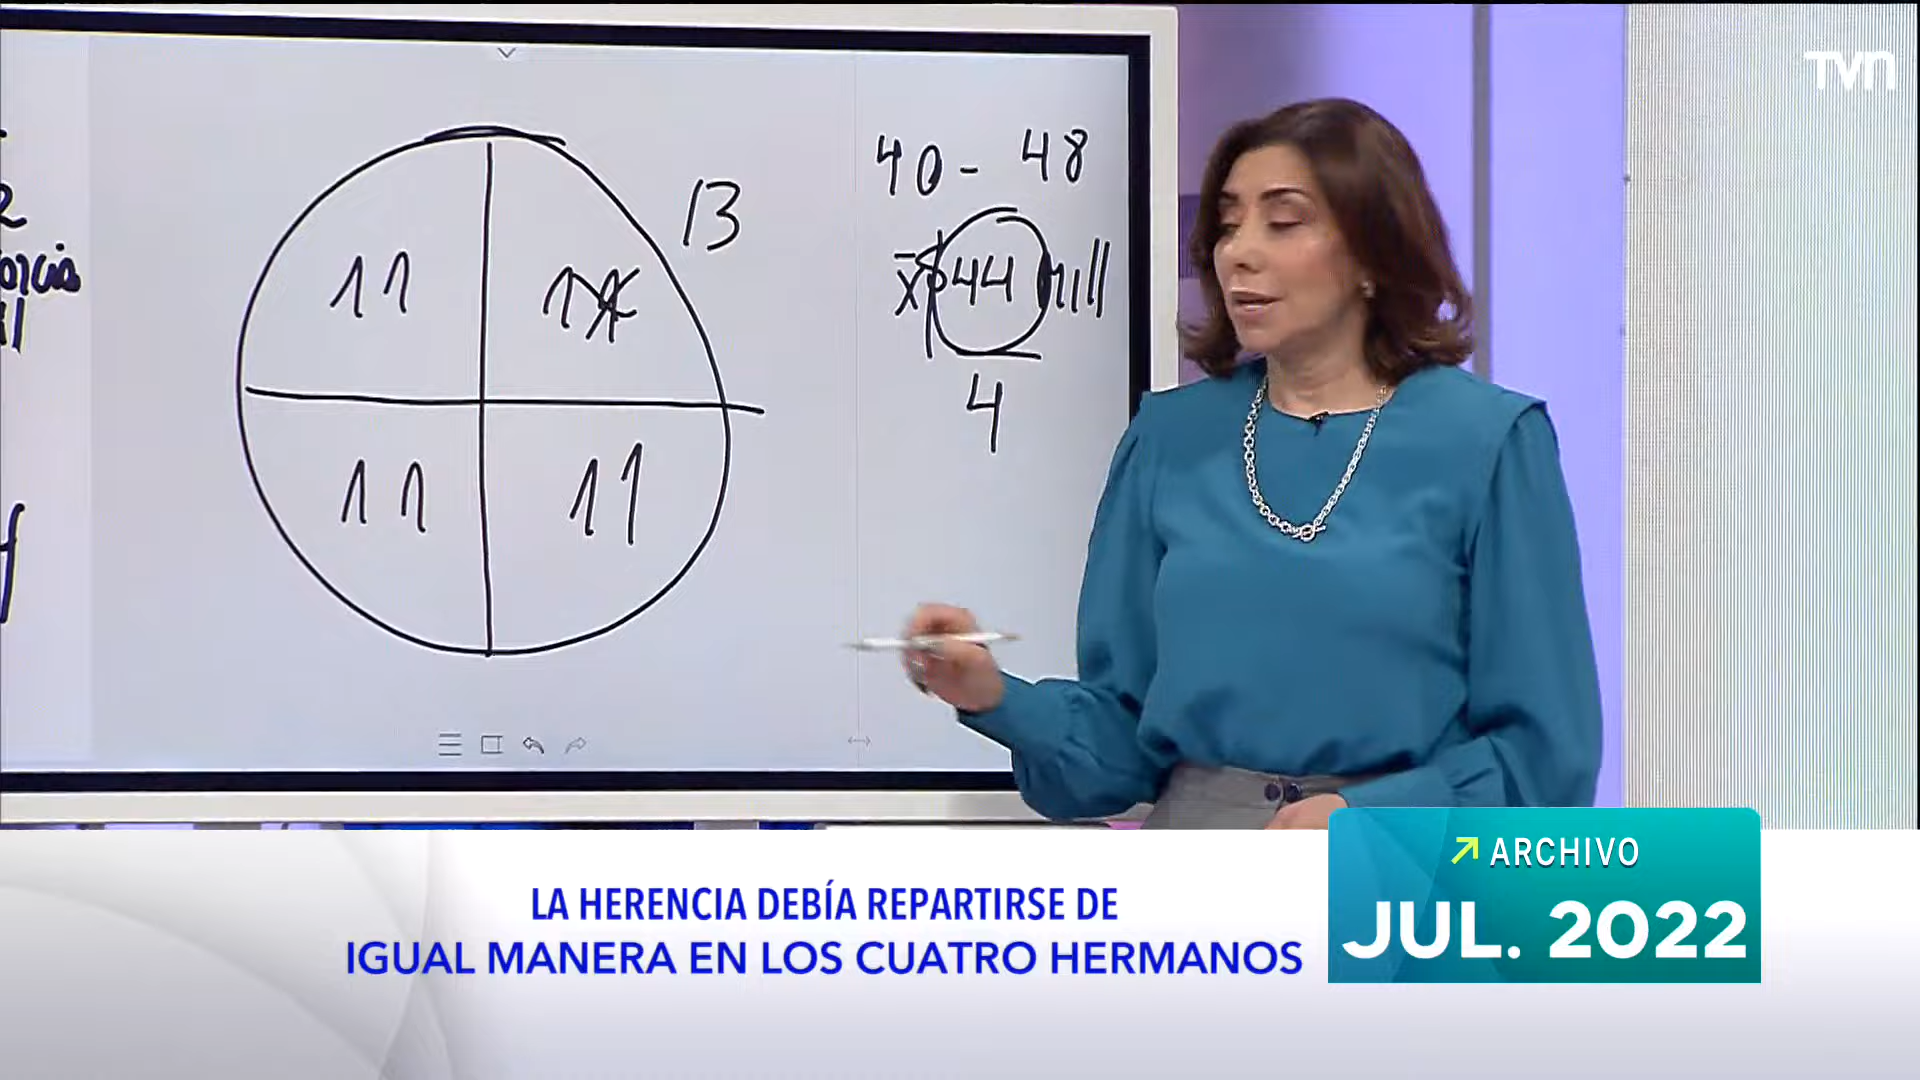 TVN
40 - 48
13
11
11
x̄
44 mill
4
11
11
ARCHIVO
JUL. 2022
LA HERENCIA DEBÍA REPARTIRSE DE
IGUAL MANERA EN LOS CUATRO HERMANOS